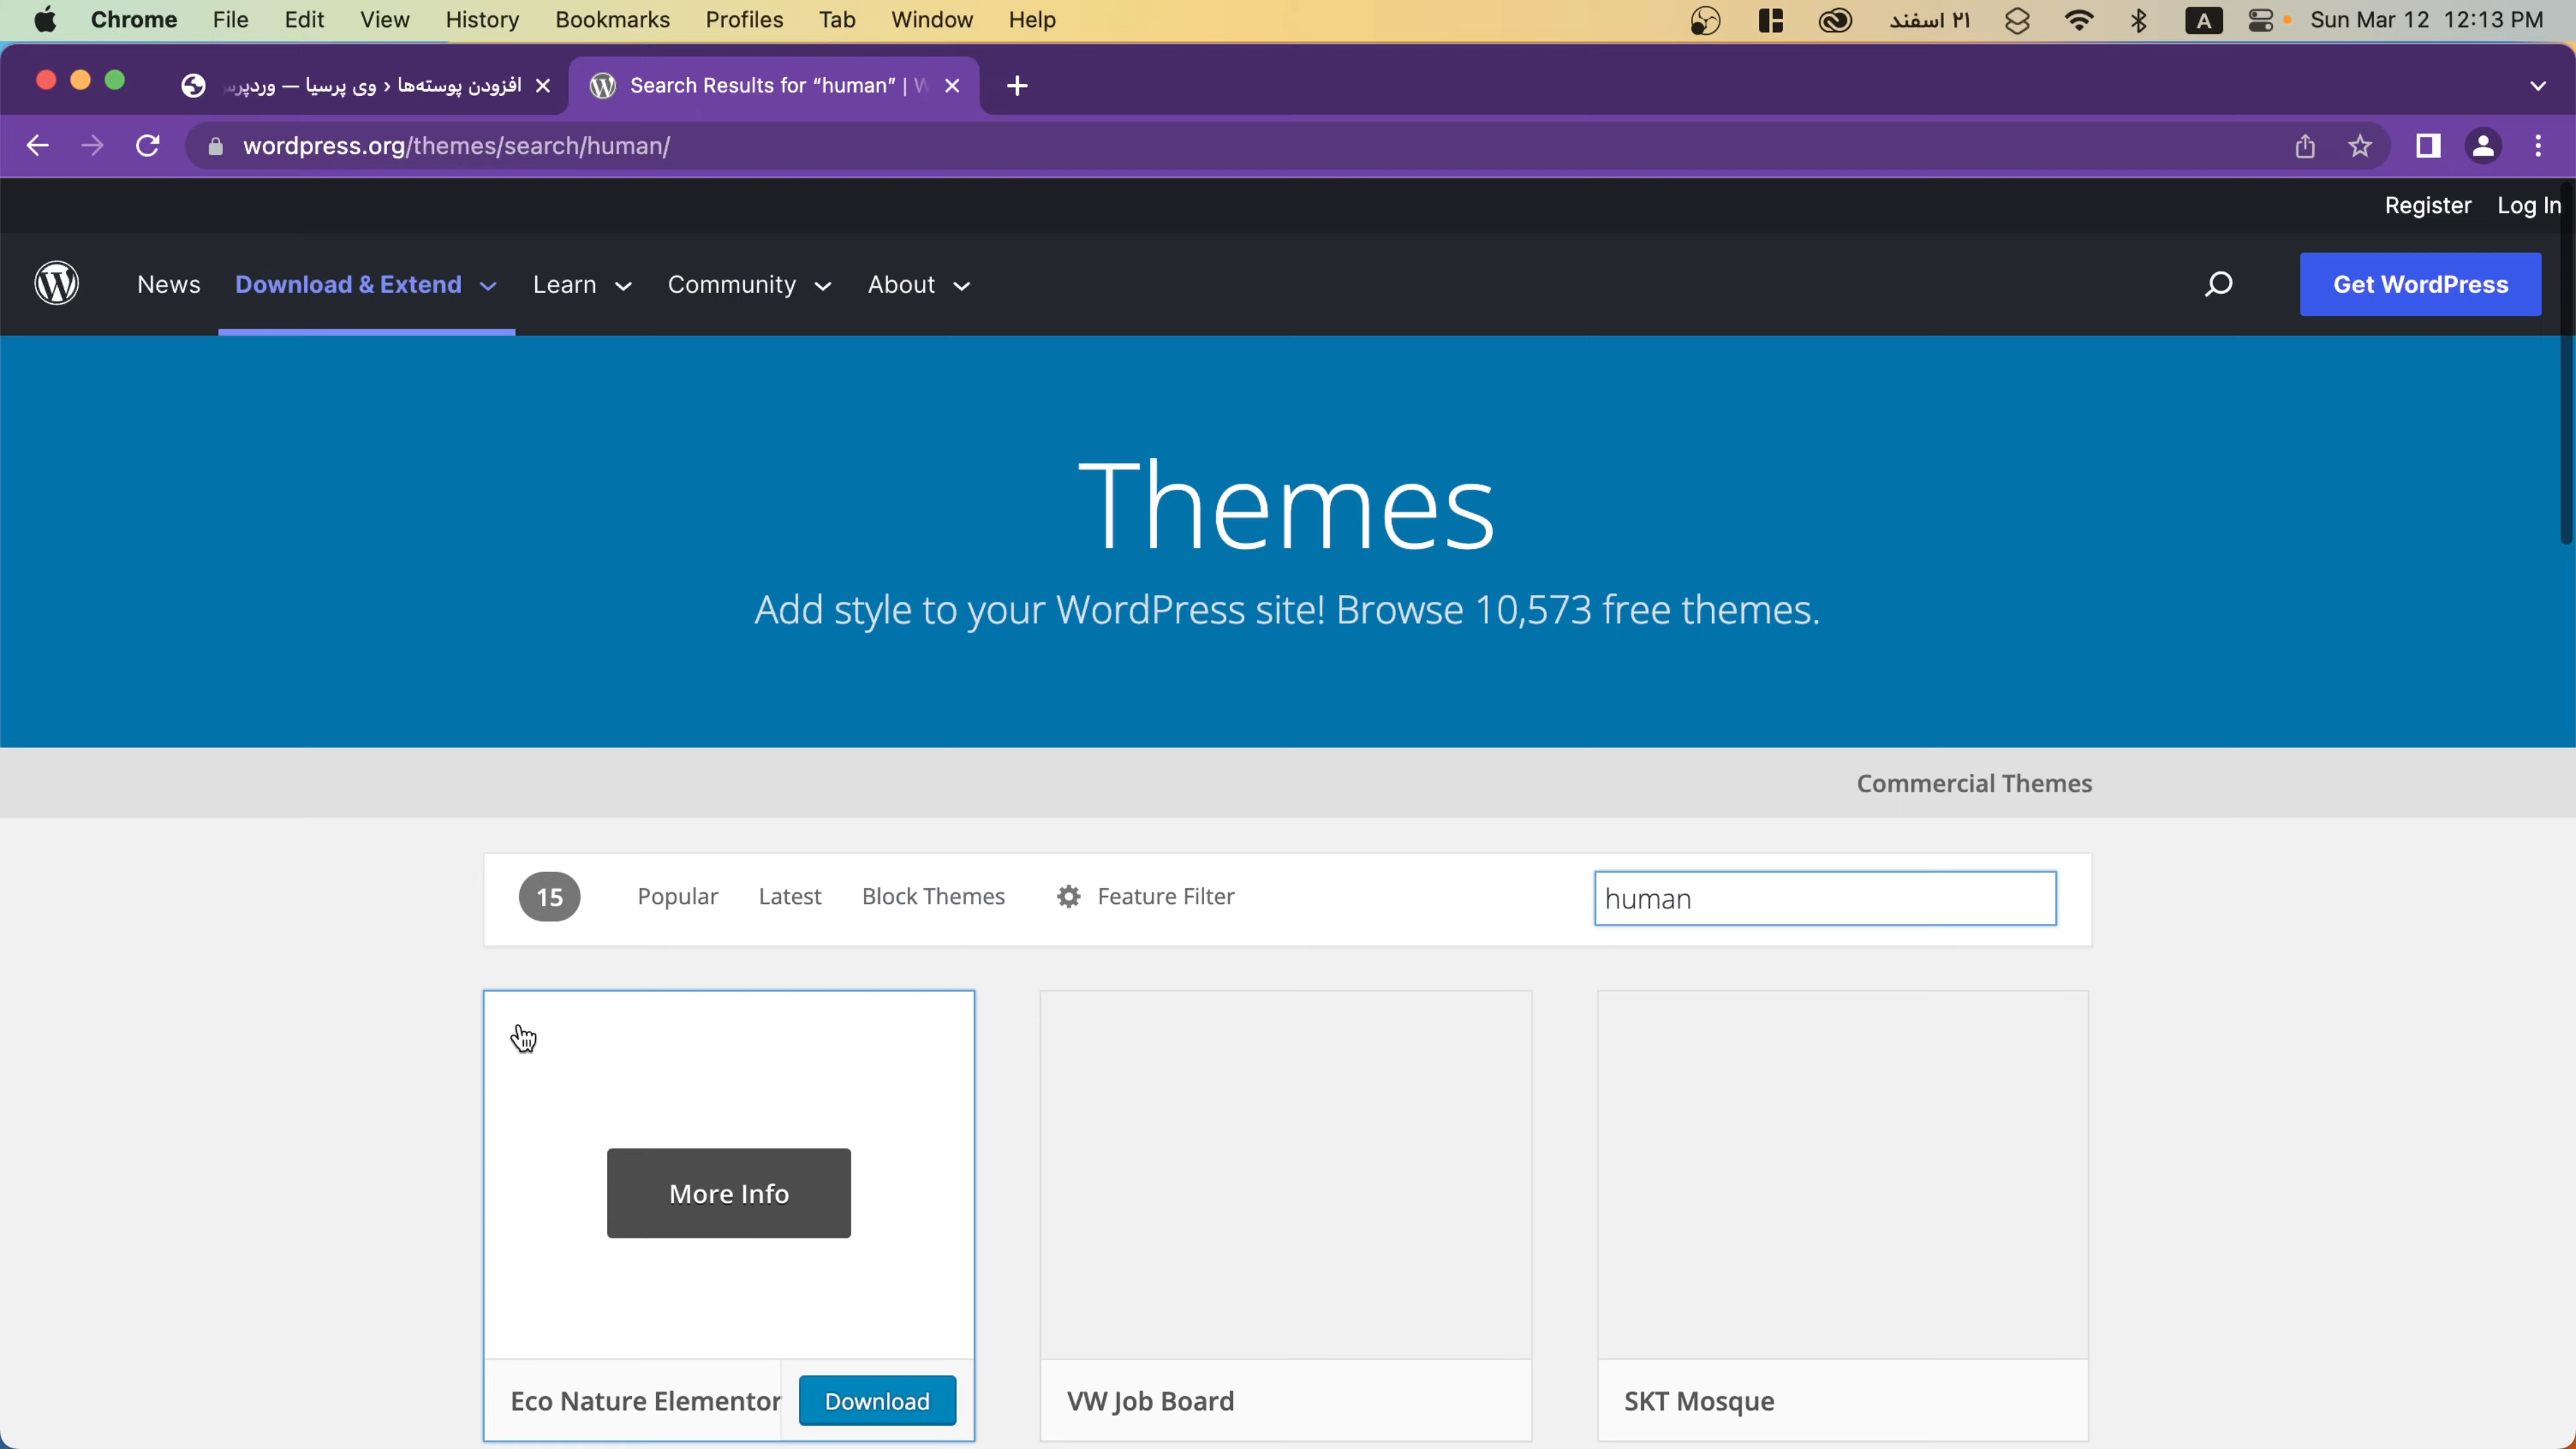 Chrome File Edit View History Bookmarks Profiles Tab Window Help ۲۱ اسفند A Sun Mar 12 12:13 PM
افزودن پوسته‌ها › وی پرسیا — وردپرس
Search Results for “human” | W
wordpress.org/themes/search/human/
Register Log In
News Download & Extend Learn Community About Get WordPress
Themes
Add style to your WordPress site! Browse 10,573 free themes.
Commercial Themes
15 Popular Latest Block Themes Feature Filter human
More Info
Eco Nature Elementor Download VW Job Board SKT Mosque